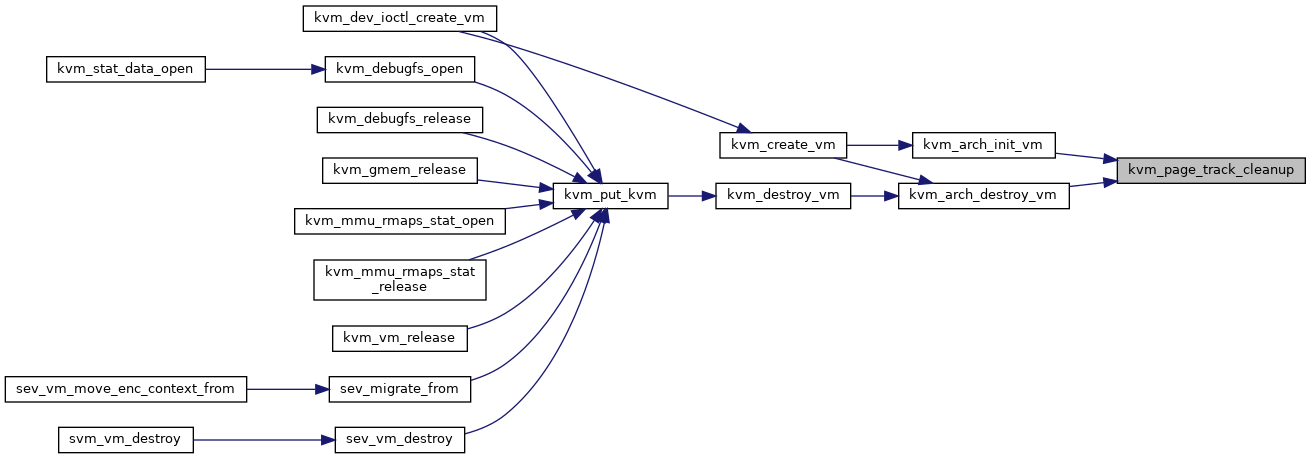 kvm_dev_ioctl_create_vm
kvm_stat_data_open
kvm_debugfs_open
kvm_debugfs_release
kvm_create_vm
kvm_arch_init_vm
kvm_gmem_release
kvm_page_track_cleanup
kvm_put_kvm
kvm_destroy_vm
kvm_arch_destroy_vm
kvm_mmu_rmaps_stat_open
kvm_mmu_rmaps_stat
_release
kvm_vm_release
sev_vm_move_enc_context_from
sev_migrate_from
svm_vm_destroy
sev_vm_destroy